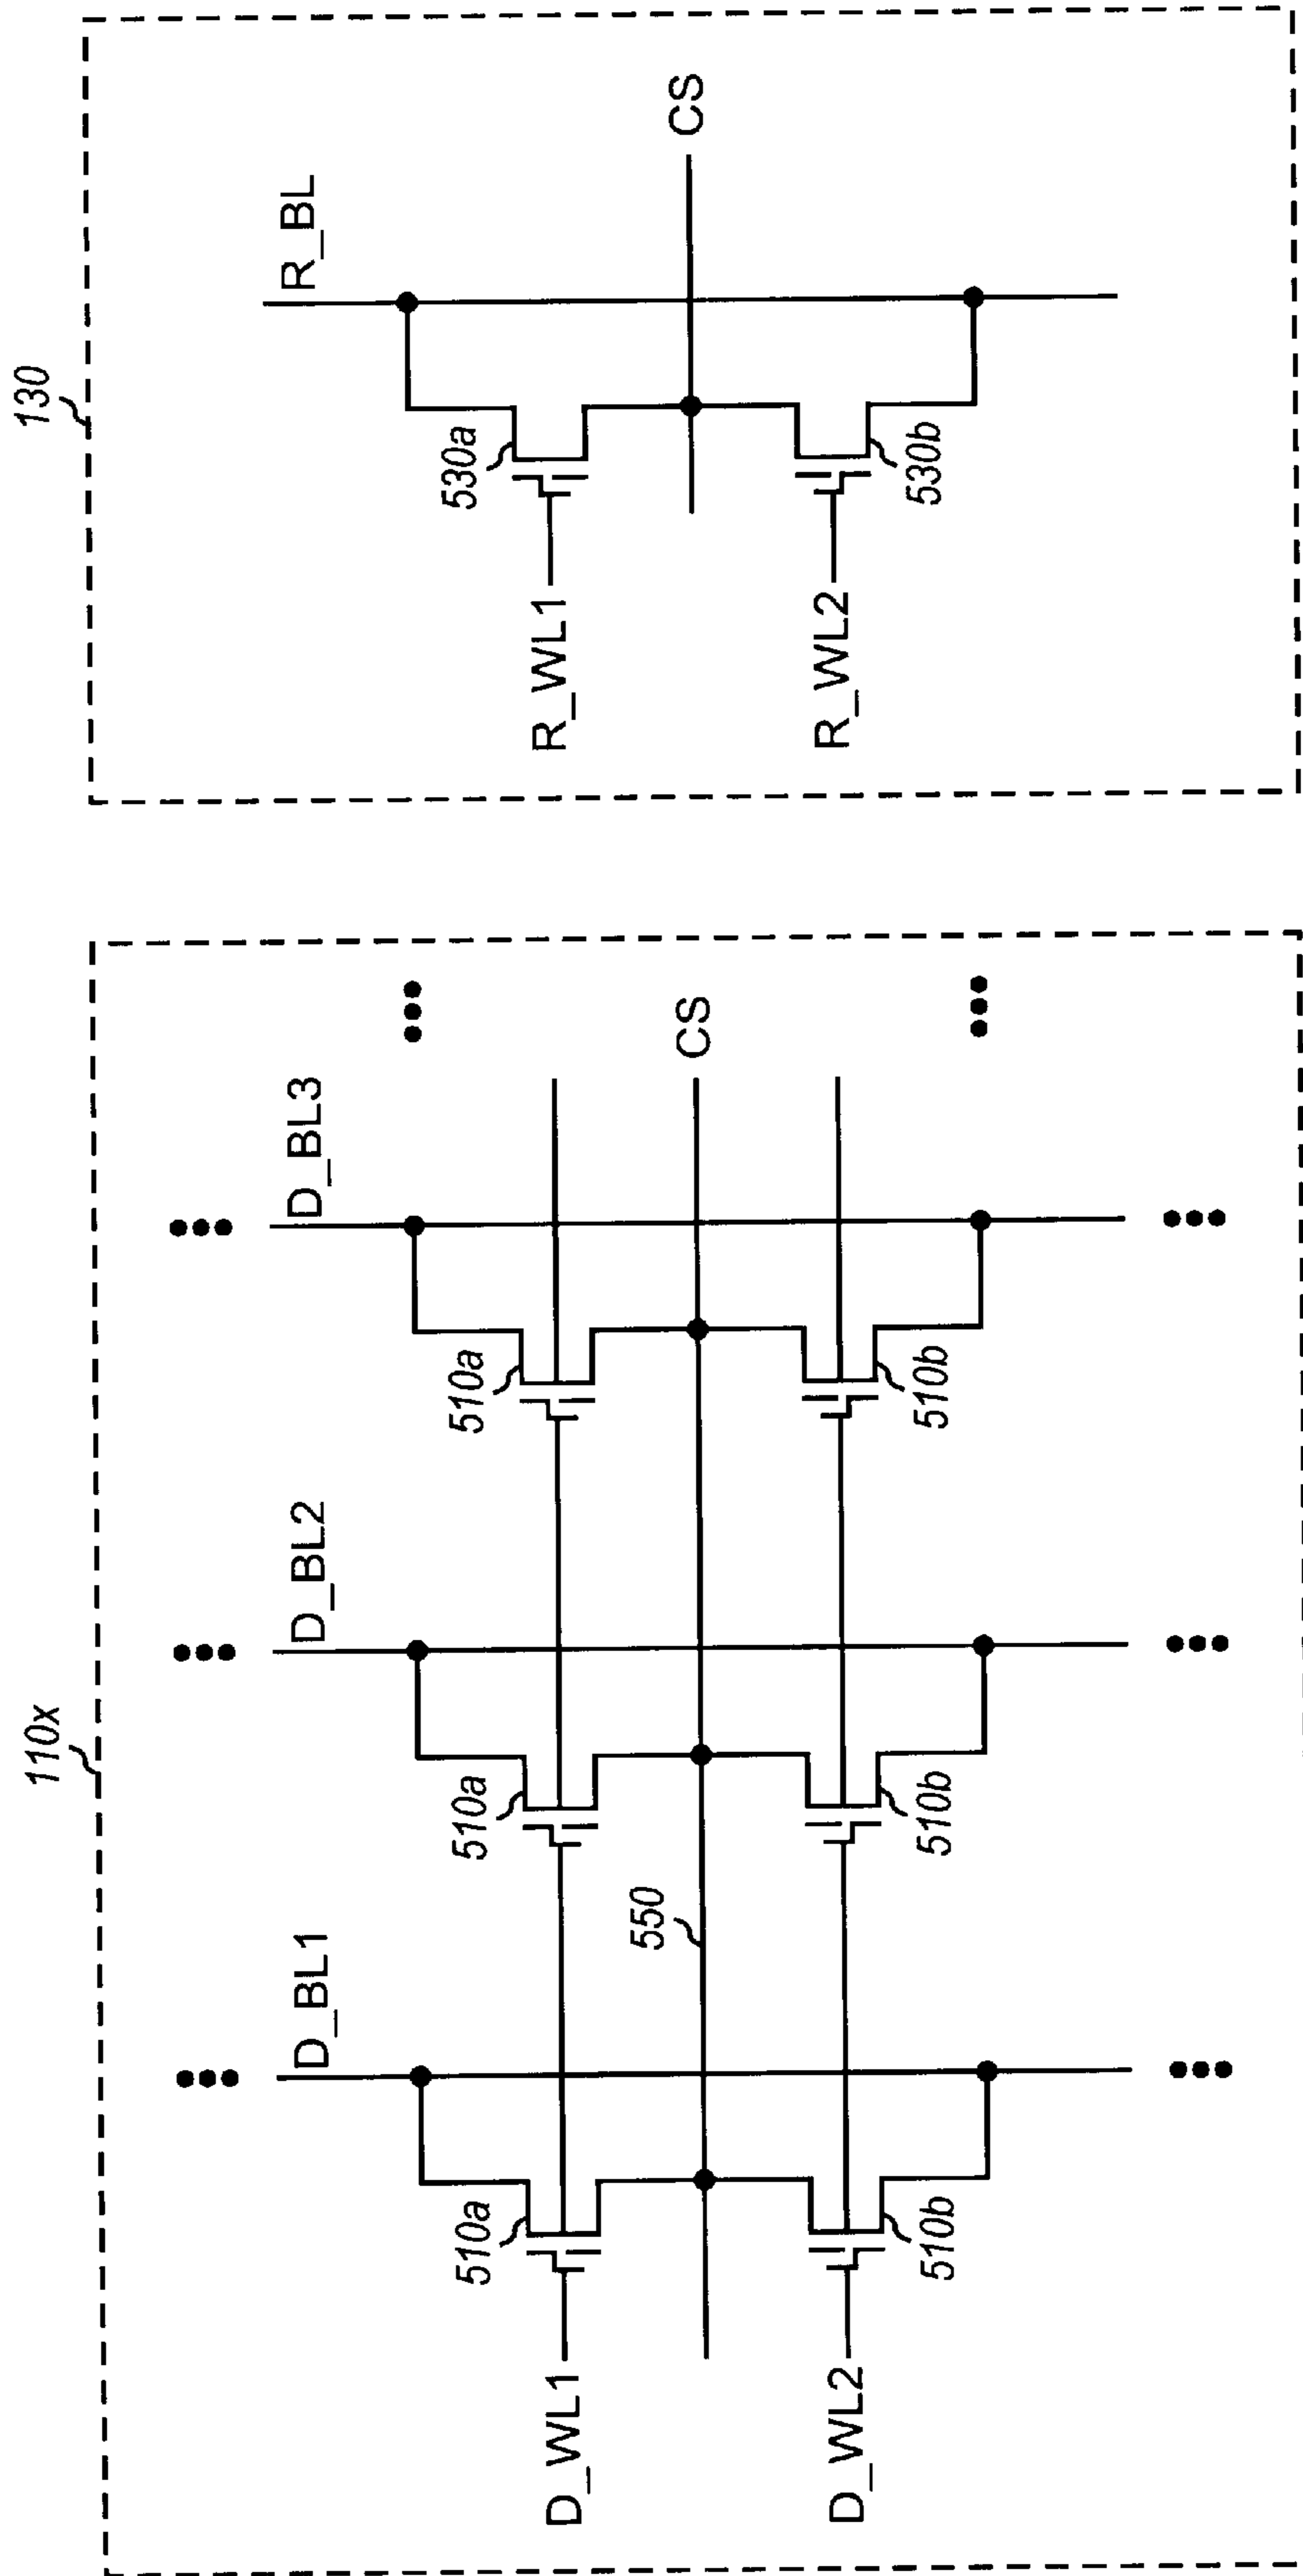 110x
130
D_BL1
D_BL2
D_BL3
R_BL
510a
510a
510a
530a
D_WL1
R_WL1
550
CS
CS
D_WL2
R_WL2
510b
510b
510b
530b